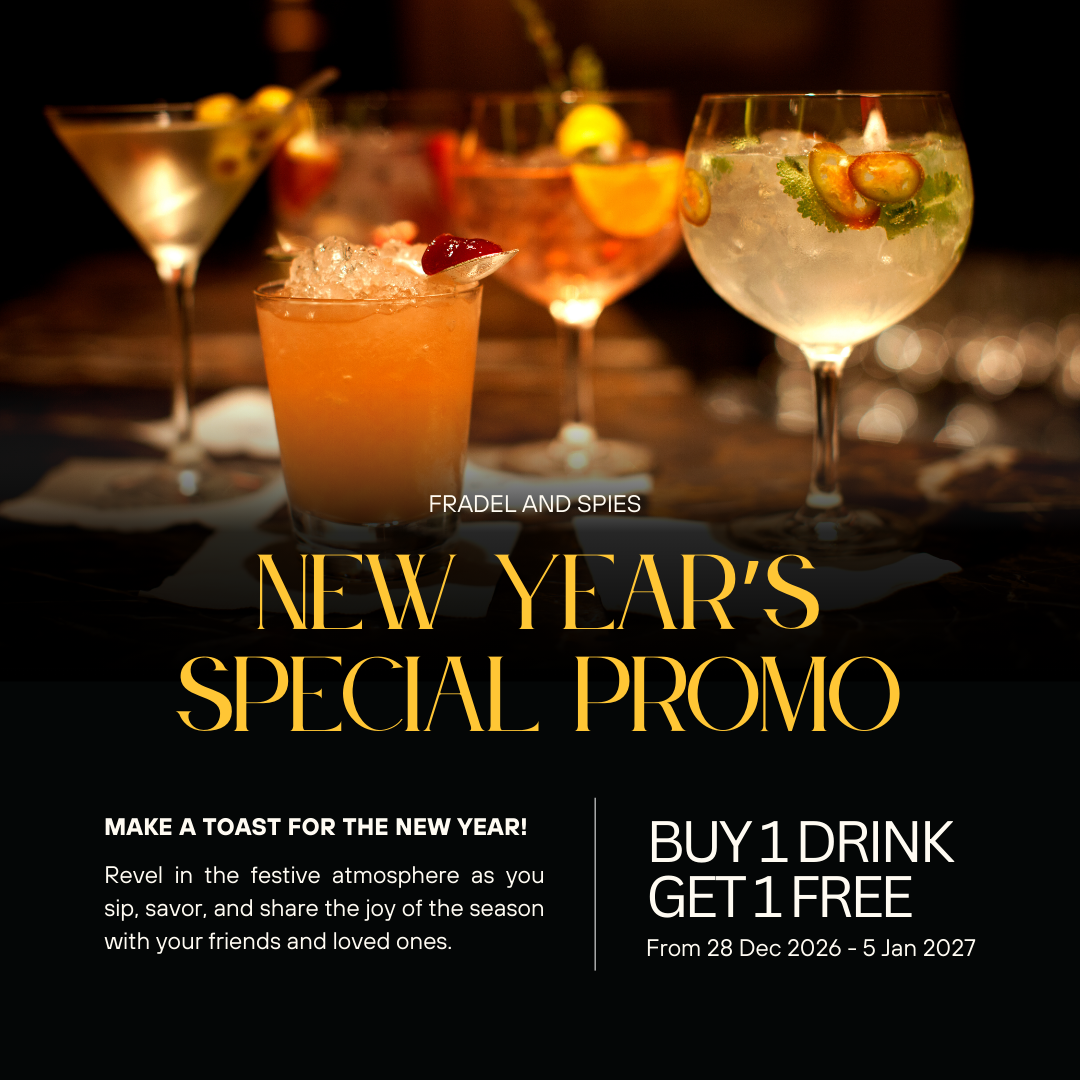 FRADEL AND SPIES
NEW YEAR'S
SPECIAL PROMO
MAKE A TOAST FOR THE NEW YEAR!
Revel in the festive atmosphere as you
sip, savor, and share the joy of the season
with your friends and loved ones.
BUY 1 DRINK
GET 1 FREE
From 28 Dec 2026 - 5 Jan 2027